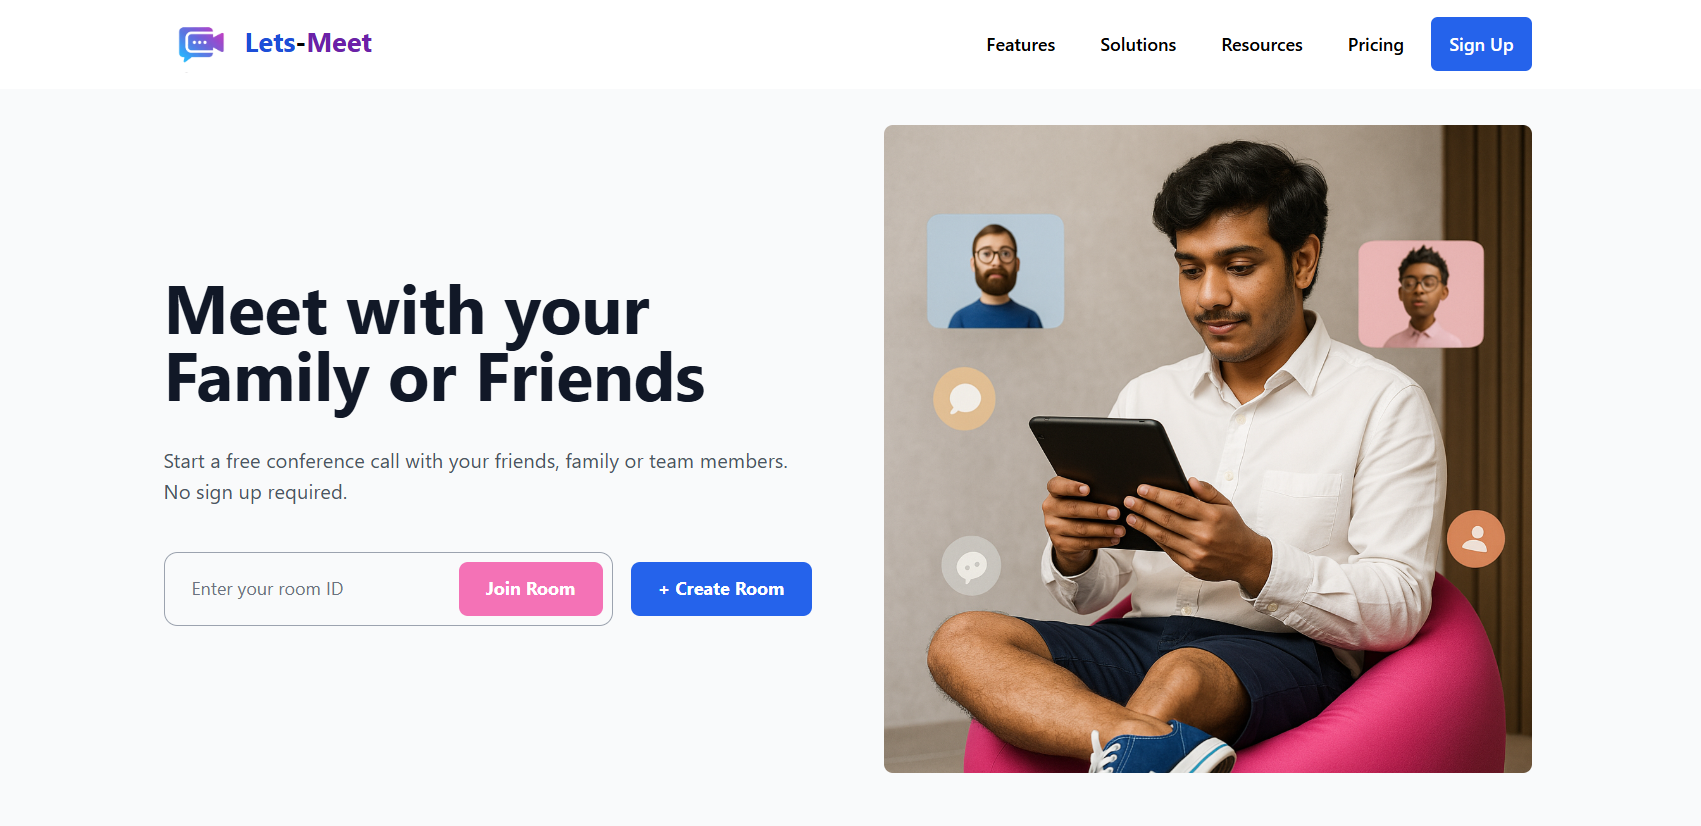 Lets-Meet
Features
Solutions
Resources
Pricing
Sign Up
Meet with your
Family or Friends
Start a free conference call with your friends, family or team members.
No sign up required.
Enter your room ID
Join Room
+ Create Room